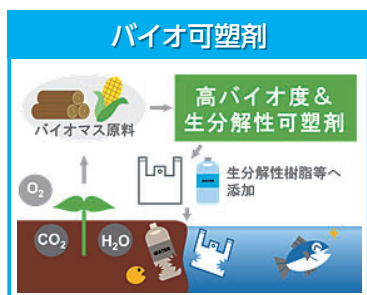 バイオ可塑剤
高バイオ度&
生分解性可塑剤
バイオマス原料
生分解性樹脂等へ
添加
WATER
O₂
CO₂
H₂O
WATER